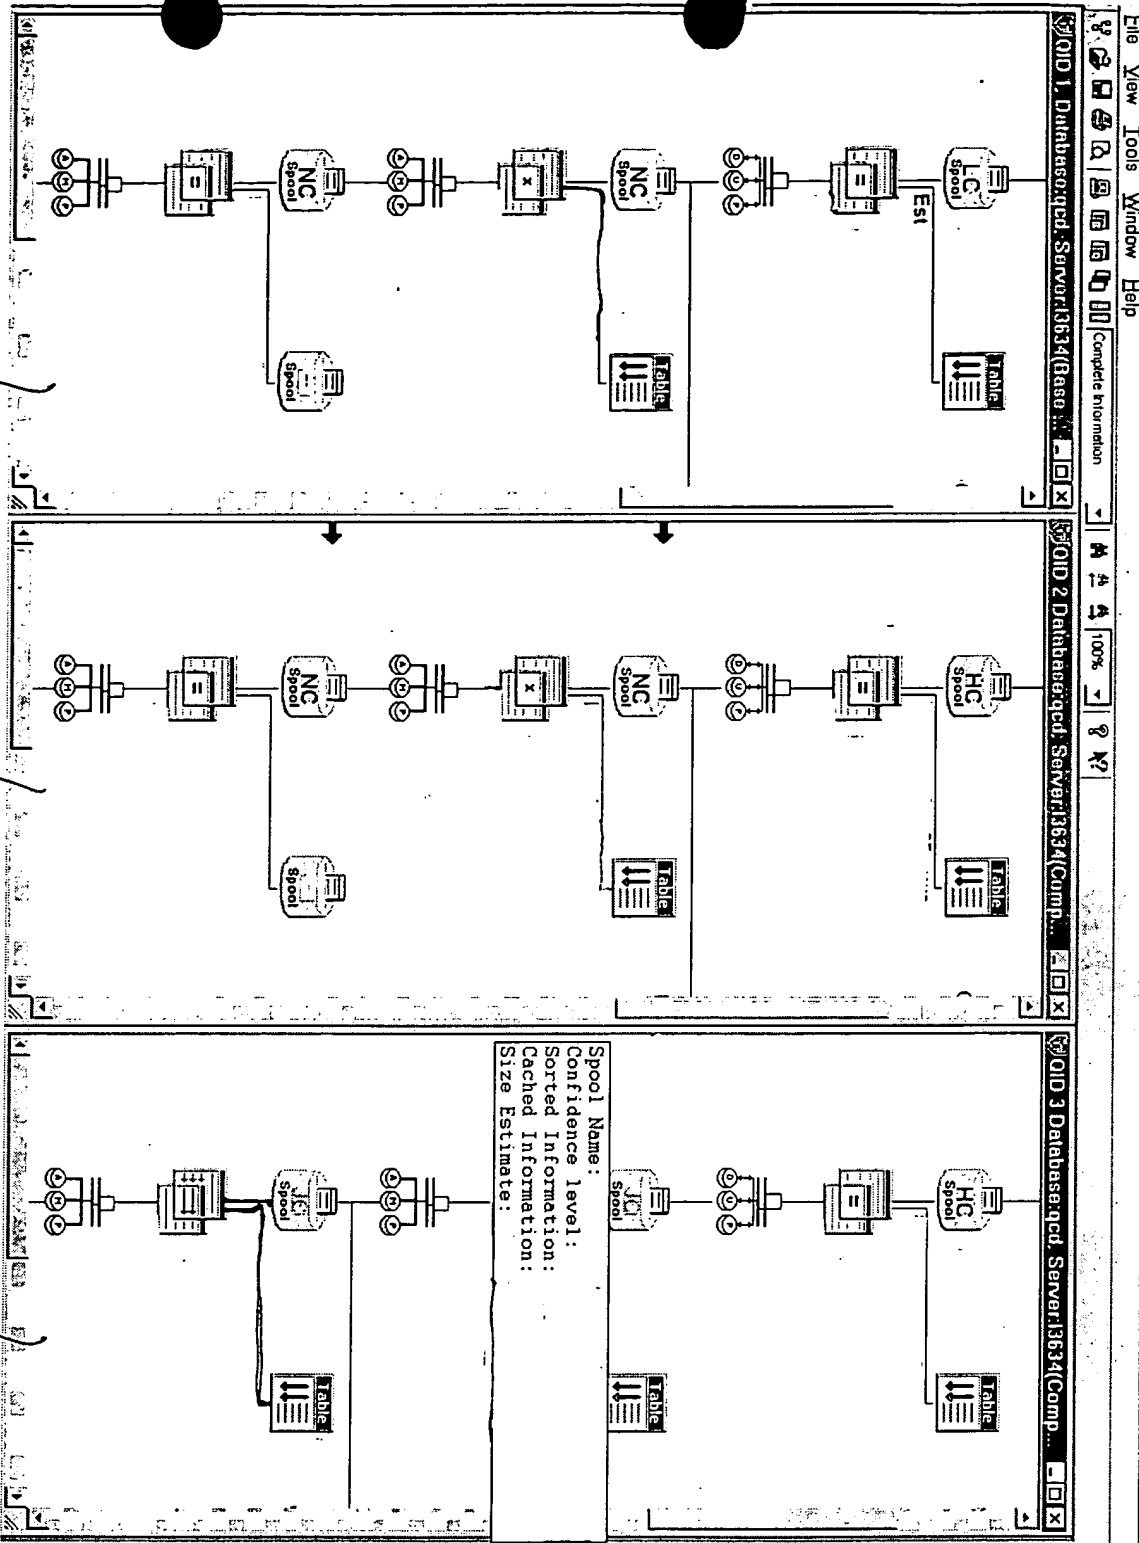 File View Tools Window Help
Complete Information
100%
QID 1, Database:qcd, Server:l3634(Base
LC
Spool
Est
Table
=
D U P
NC
Spool
Table
x
A M P
NC
Spool
Spool
=
A M P
QID 2 Database:qcd, Server:l3634(Comp...
HC
Spool
Table
=
D U P
NC
Spool
Table
x
A M P
NC
Spool
Spool
=
A M P
QID 3 Database:qcd, Server:l3634(Comp...
HC
Spool
Table
=
D U P
JCI
Spool
Table
Spool Name:
Confidence level:
Sorted Information:
Cached Information:
Size Estimate:
A M P
JCI
Spool
Table
A M P